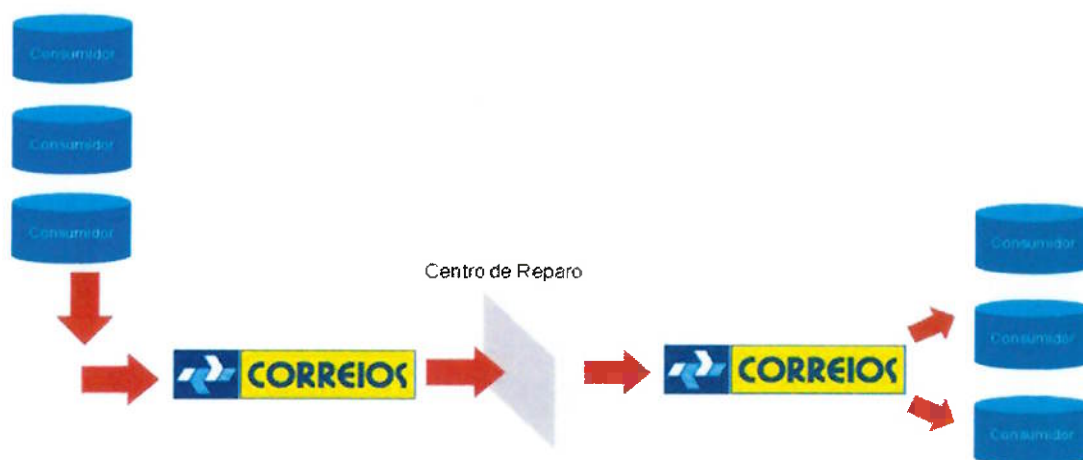 Consumidor
Consumidor
Consumidor
Centro de Reparo
CORREIOS
CORREIOS
Consumidor
Consumidor
Consumidor